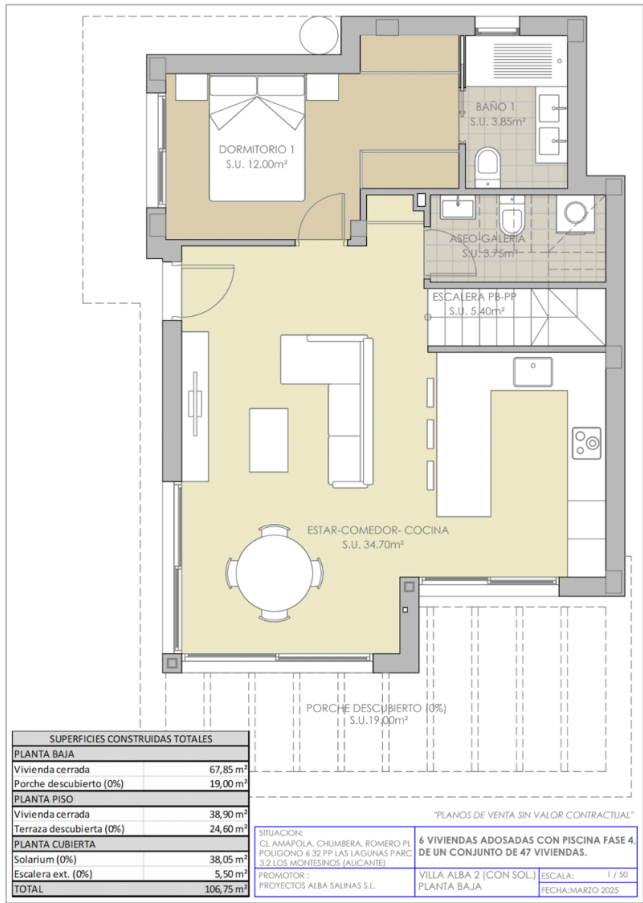 BAÑO 1
S.U. 3.85m²
DORMITORIO 1
S.U. 12.00m²
ASEO-GALERIA
S.U. 3.75m²
ESCALERA PB-PP
S.U. 5.40m²
ESTAR-COMEDOR- COCINA
S.U. 34.70m²
PORCHE DESCUBIERTO (0%)
S.U.19.00m²
SUPERFICIES CONSTRUIDAS TOTALES
PLANTA BAJA
Vivienda cerrada 67,85 m²
Porche descubierto (0%) 19,00 m²
PLANTA PISO
Vivienda cerrada 38,90 m²
Terraza descubierta (0%) 24,60 m²
PLANTA CUBIERTA
Solarium (0%) 38,05 m²
Escalera ext. (0%) 5,50 m²
TOTAL 106,75 m²
"PLANOS DE VENTA SIN VALOR CONTRACTUAL"
SITUACION:
CL AMAPOLA, CHUMBERA, ROMERO PL
POLIGONO 6 32 PP LAS LAGUNAS PARC
3.2 LOS MONTESINOS (ALICANTE)
6 VIVIENDAS ADOSADAS CON PISCINA FASE 4,
DE UN CONJUNTO DE 47 VIVIENDAS.
PROMOTOR :
PROYECTOS ALBA SALINAS S.L.
VILLA ALBA 2 (CON SOL.)
PLANTA BAJA
ESCALA: 1 / 50
FECHA:MARZO 2025